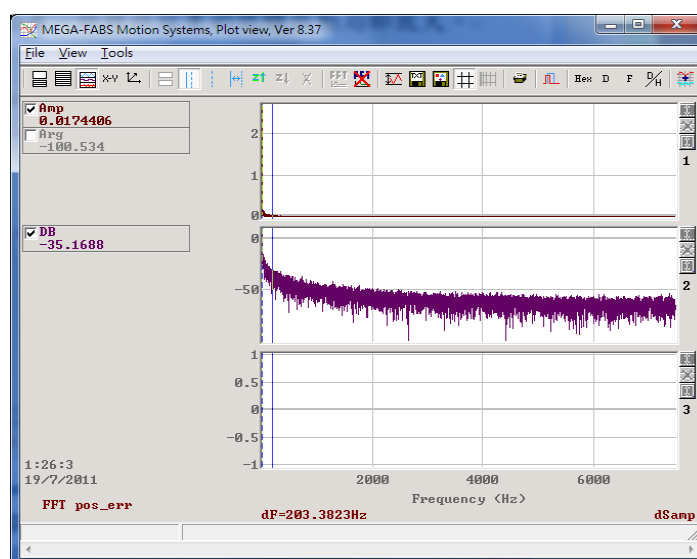 MEGA-FABS Motion Systems, Plot view, Ver 8.37
File View Tools
X-Y zt z↓ FFT FFT TXT Hex D F D/H
Amp
0.0174406
Arg
-100.534
2
1
0
1
DB
-35.1688
0
-50
2
1
0.5
0
-0.5
-1
3
1:26:3
19/7/2011
2000 4000 6000
Frequency (Hz)
FFT pos_err
dF=203.3823Hz
dSamp